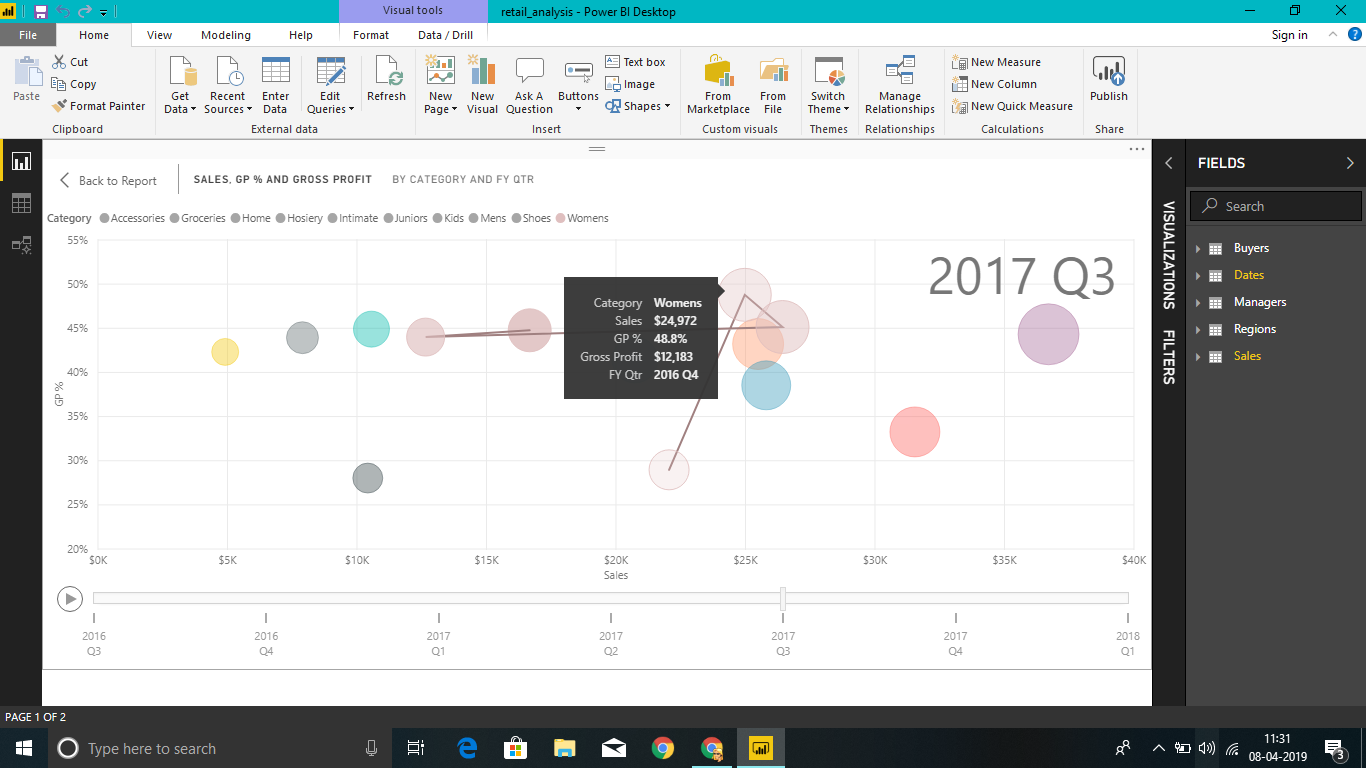 Visual tools
retail_analysis - Power BI Desktop
File Home View Modeling Help Format Data / Drill Sign in
Paste
Cut
Copy
Format Painter
Clipboard
Get Data
Recent Sources
Enter Data
Edit Queries
Refresh
External data
New Page
New Visual
Ask A Question
Buttons
Text box
Image
Shapes
Insert
From Marketplace
From File
Custom visuals
Switch Theme
Themes
Manage Relationships
Relationships
New Measure
New Column
New Quick Measure
Calculations
Publish
Share
Back to Report
SALES, GP % AND GROSS PROFIT
BY CATEGORY AND FY QTR
Category Accessories Groceries Home Hosiery Intimate Juniors Kids Mens Shoes Womens
2017 Q3
GP %
55%
50%
45%
40%
35%
30%
25%
20%
Category Womens
Sales $24,972
GP % 48.8%
Gross Profit $12,183
FY Qtr 2016 Q4
$0K $5K $10K $15K $20K $25K $30K $35K $40K
Sales
2016 Q3
2016 Q4
2017 Q1
2017 Q2
2017 Q3
2017 Q4
2018 Q1
VISUALIZATIONS
FILTERS
FIELDS
Search
Buyers
Dates
Managers
Regions
Sales
PAGE 1 OF 2
Type here to search
11:31
08-04-2019
3